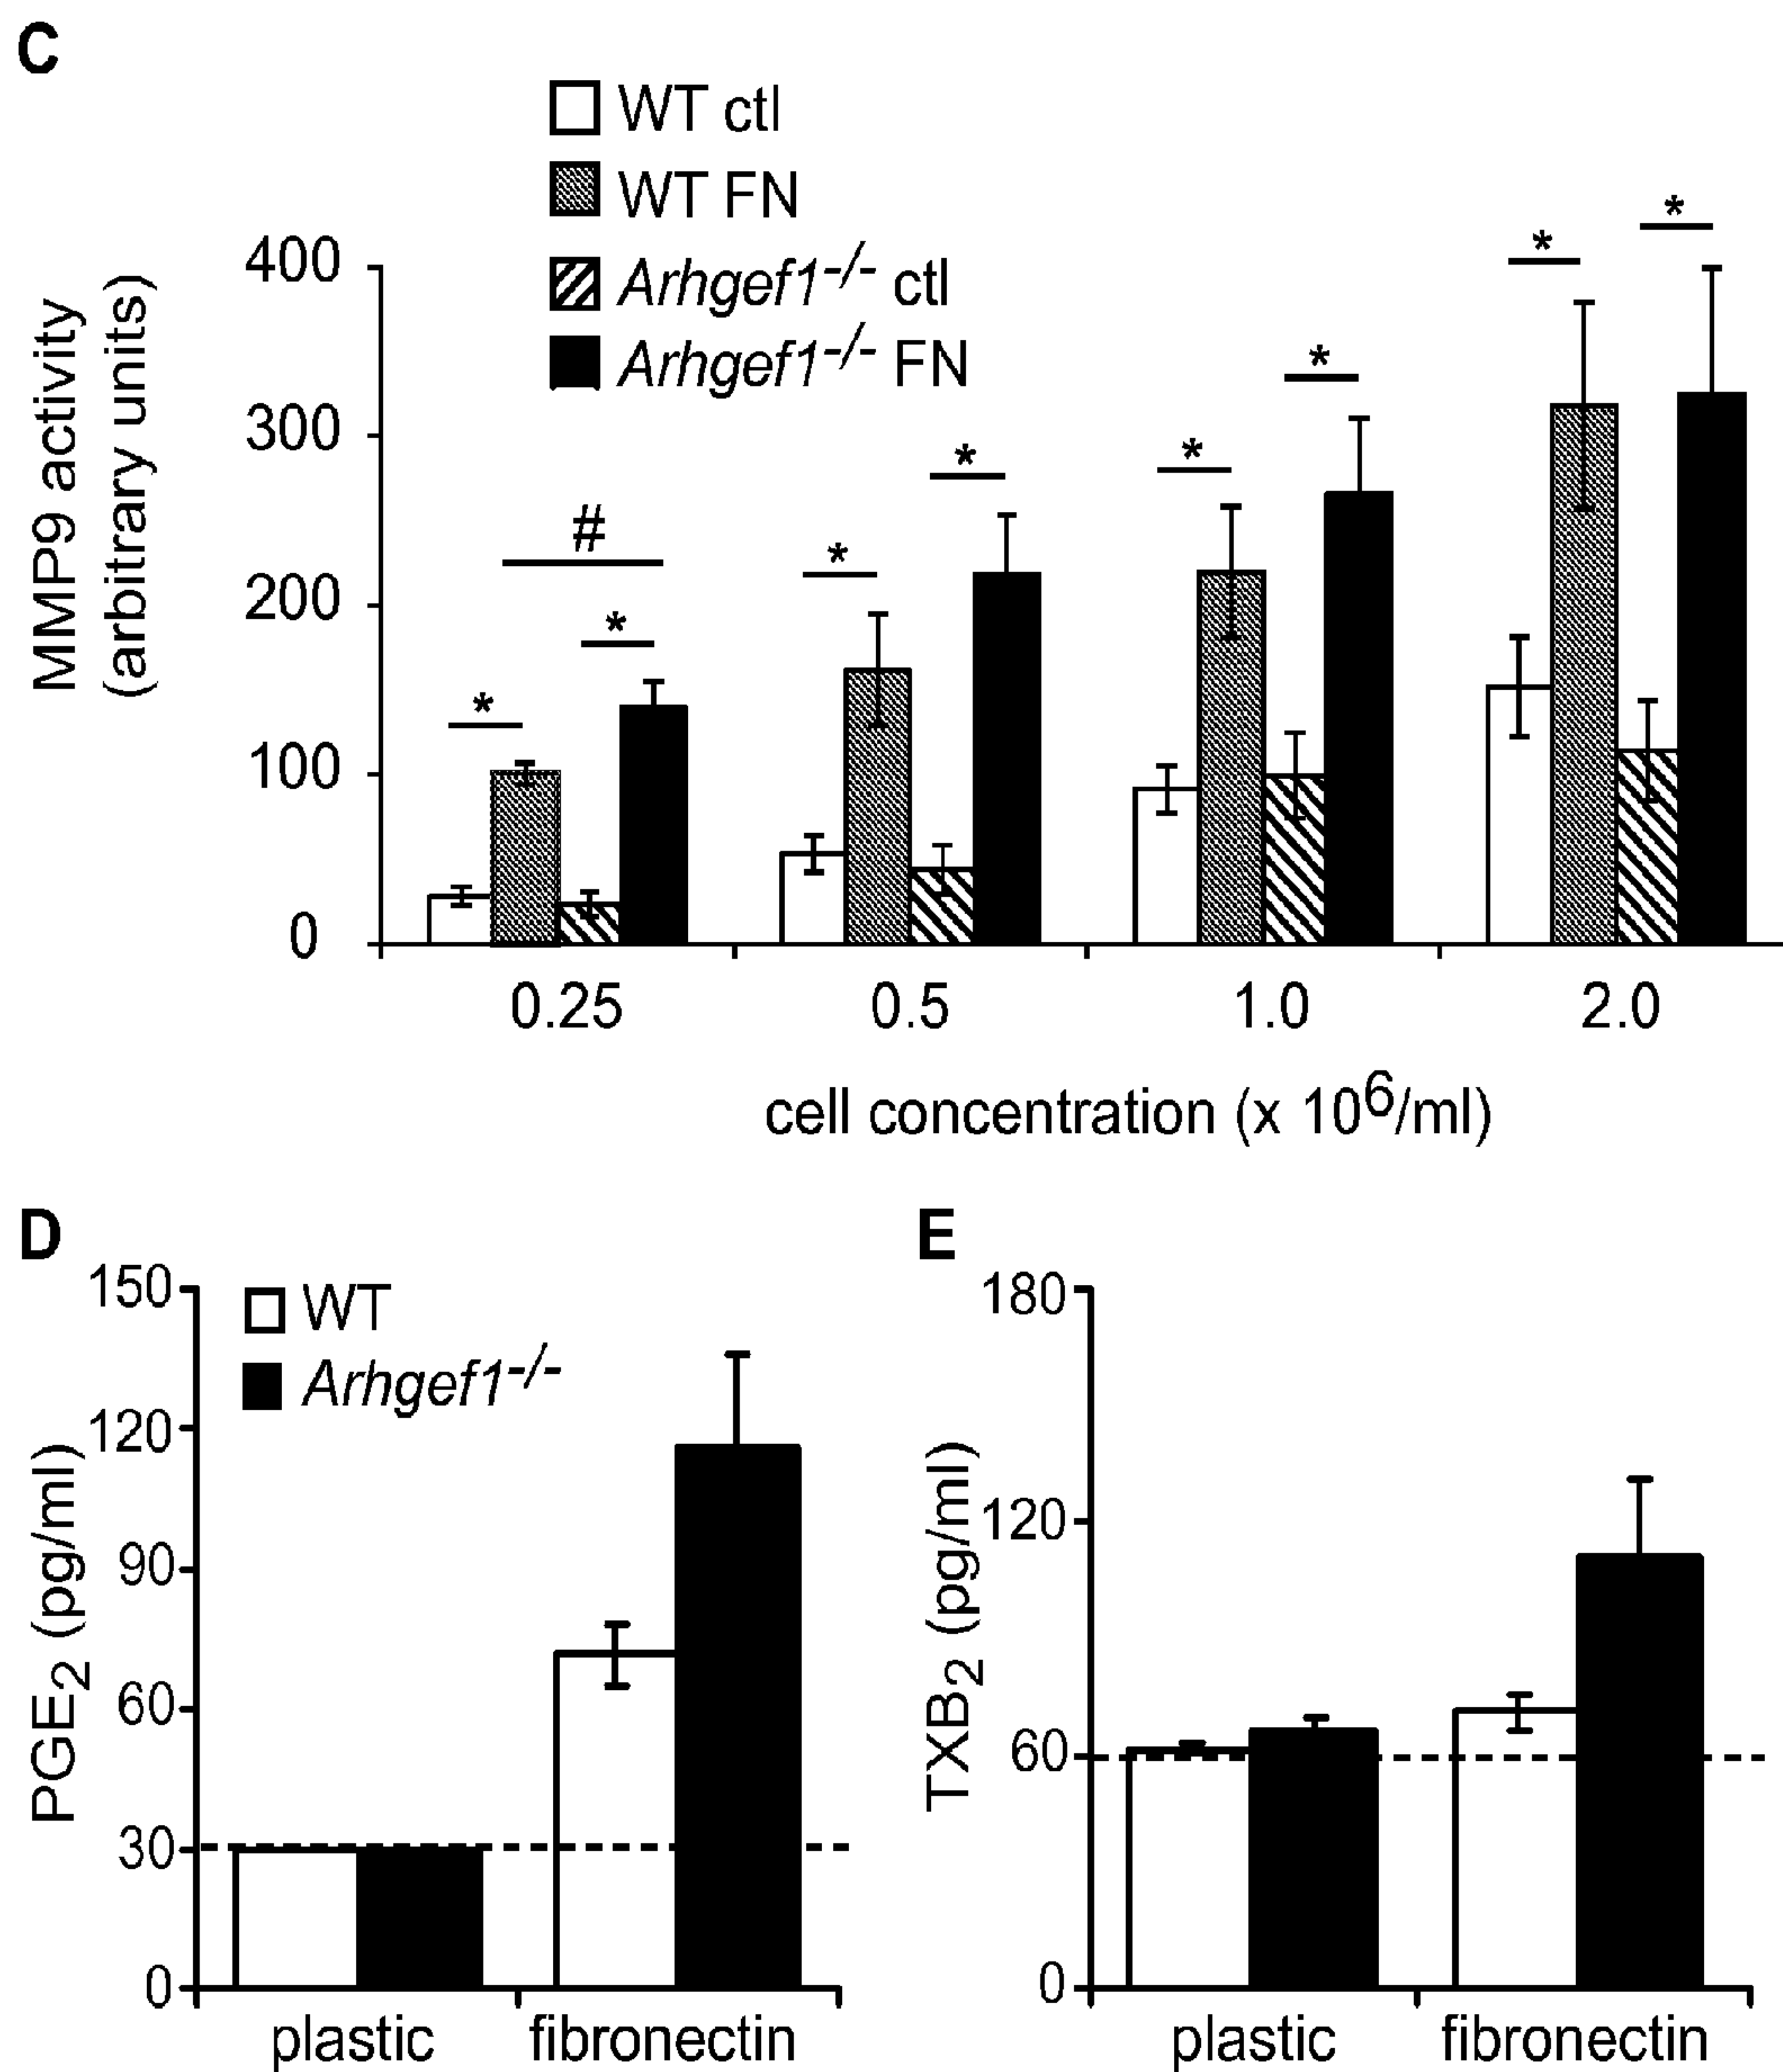 C
WT ctl
WT FN
Arhgef1-/- ctl
Arhgef1-/- FN
MMP9 activity
(arbitrary units)
400
300
200
100
0
*
#
*
*
*
*
*
*
*
0.25 0.5 1.0 2.0
cell concentration (x 10⁶/ml)
D
WT
Arhgef1-/-
PGE₂ (pg/ml)
150
120
90
60
30
0
plastic fibronectin
E
TXB₂ (pg/ml)
180
120
60
0
plastic fibronectin